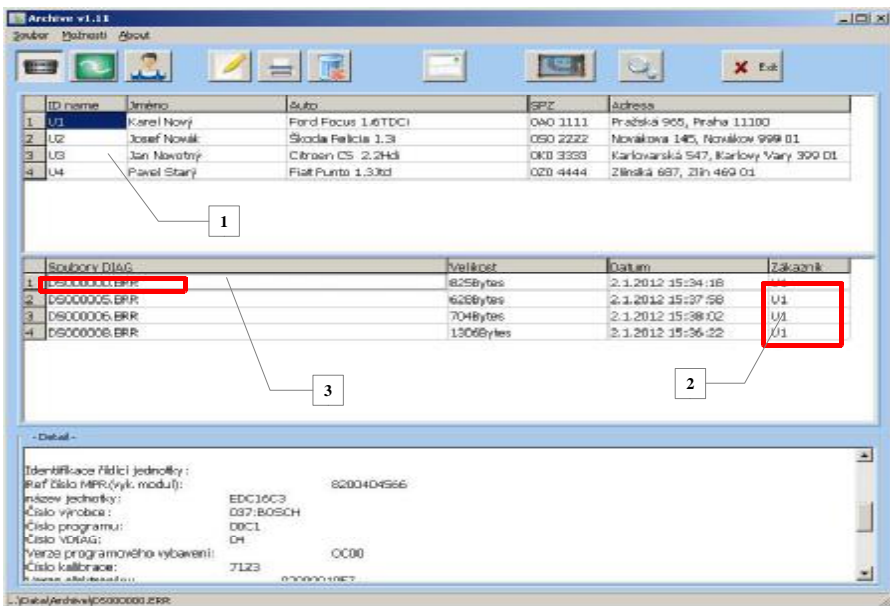 Archive v1.11
Soubor Možnosti About
Exit
ID name Jméno Auto SPZ Adresa
1 U1 Karel Nový Ford Focus 1.6TDCi 0A0 1111 Pražská 965, Praha 11100
2 U2 Josef Novák Škoda Felicia 1.3i 0S0 2222 Novákova 145, Novákov 999 01
3 U3 Jan Novotný Citroen C5 2.2Hdi 0K0 3333 Karlovarská 547, Karlovy Vary 399 01
4 U4 Pavel Starý Fiat Punto 1.3Jtd 0Z0 4444 Zlínská 687, Zlín 469 01
1
Soubory DIAG Velikost Datum Zákazník
1 DS000000.ERR 825Bytes 2.1.2012 15:34:18 U1
2 DS000005.ERR 628Bytes 2.1.2012 15:37:58 U1
3 DS000006.ERR 704Bytes 2.1.2012 15:38:02 U1
4 DS000008.ERR 1306Bytes 2.1.2012 15:36:22 U1
3
2
-Detail-
Identifikace řídící jednotky :
Ref číslo MPR.(vyk. modul): 8200404566
název jednotky: EDC16C3
Číslo výrobce : 037:BOSCH
Číslo programu: 00C1
Číslo VDIAG: 04
Verze programového vybavení: 0C00
Číslo kalibrace: 7123
..\Data\Archive\DS000000.ERR